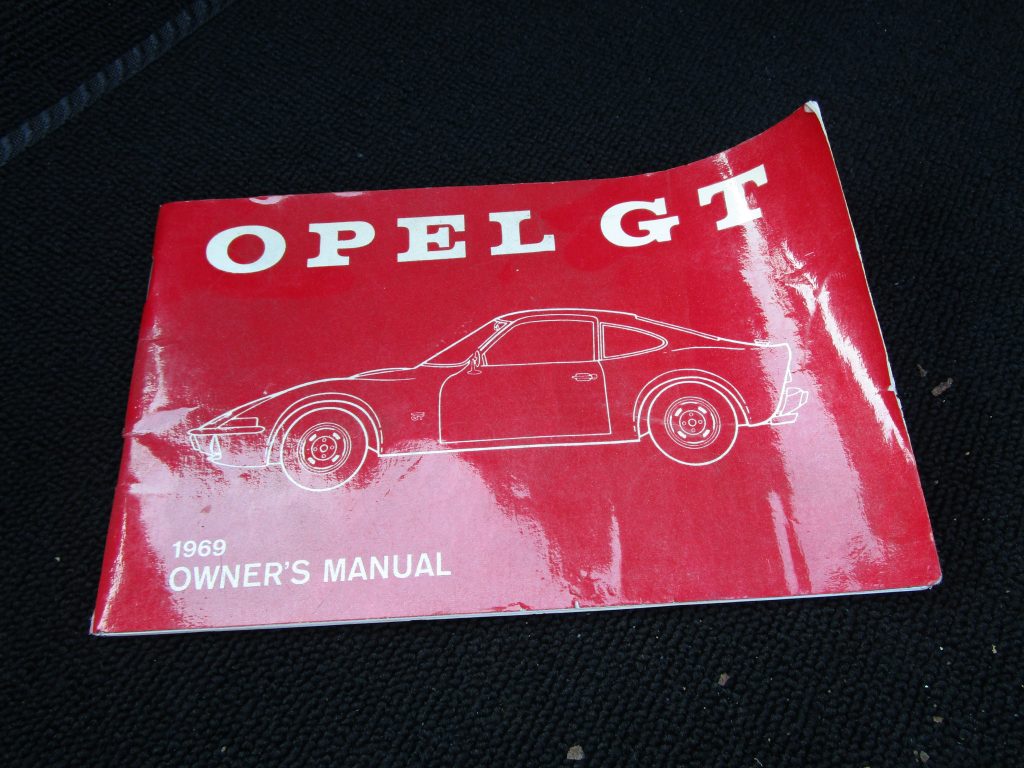 OPEL GT
1969
OWNER'S MANUAL